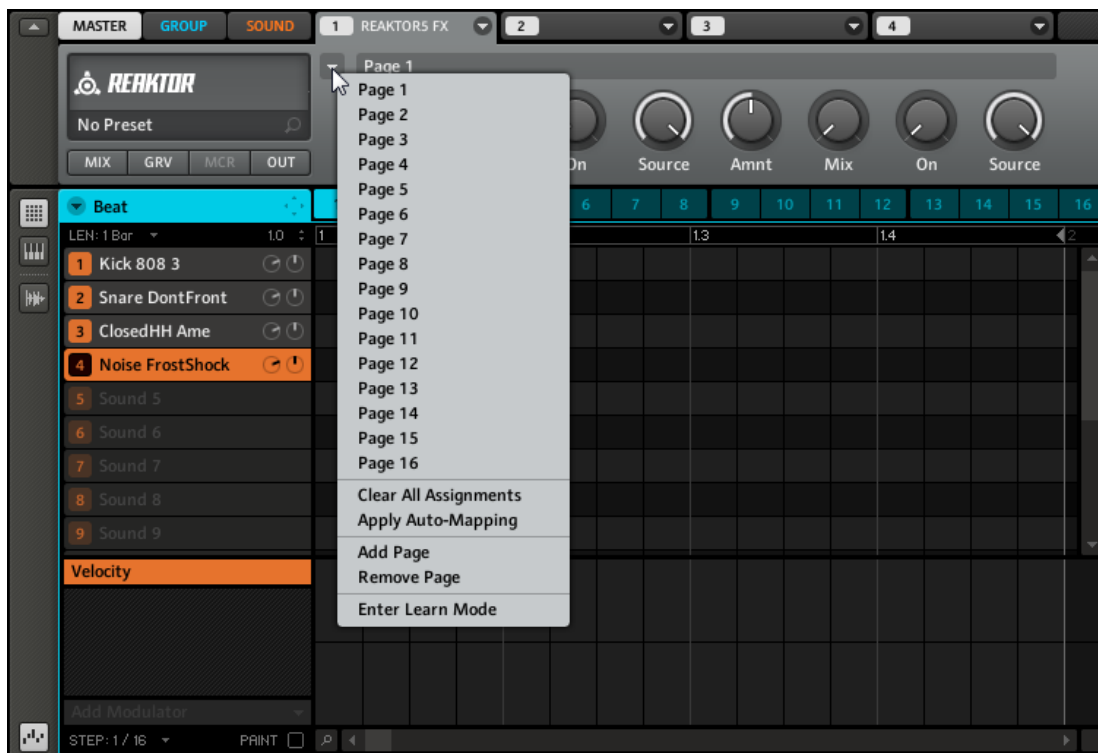 MASTER GROUP SOUND 1 REAKTOR5 FX 2 3 4
REAKTOR
No Preset
MIX GRV MCR OUT
Page 1
On Source Amnt Mix On Source
Page 1
Page 2
Page 3
Page 4
Page 5
Page 6
Page 7
Page 8
Page 9
Page 10
Page 11
Page 12
Page 13
Page 14
Page 15
Page 16
Clear All Assignments
Apply Auto-Mapping
Add Page
Remove Page
Enter Learn Mode
Beat
6 7 8 9 10 11 12 13 14 15 16
LEN: 1 Bar 1.0 1 1.3 1.4 2
1 Kick 808 3
2 Snare DontFront
3 ClosedHH Ame
4 Noise FrostShock
5 Sound 5
6 Sound 6
7 Sound 7
8 Sound 8
9 Sound 9
Velocity
Add Modulator
STEP: 1 / 16 PAINT